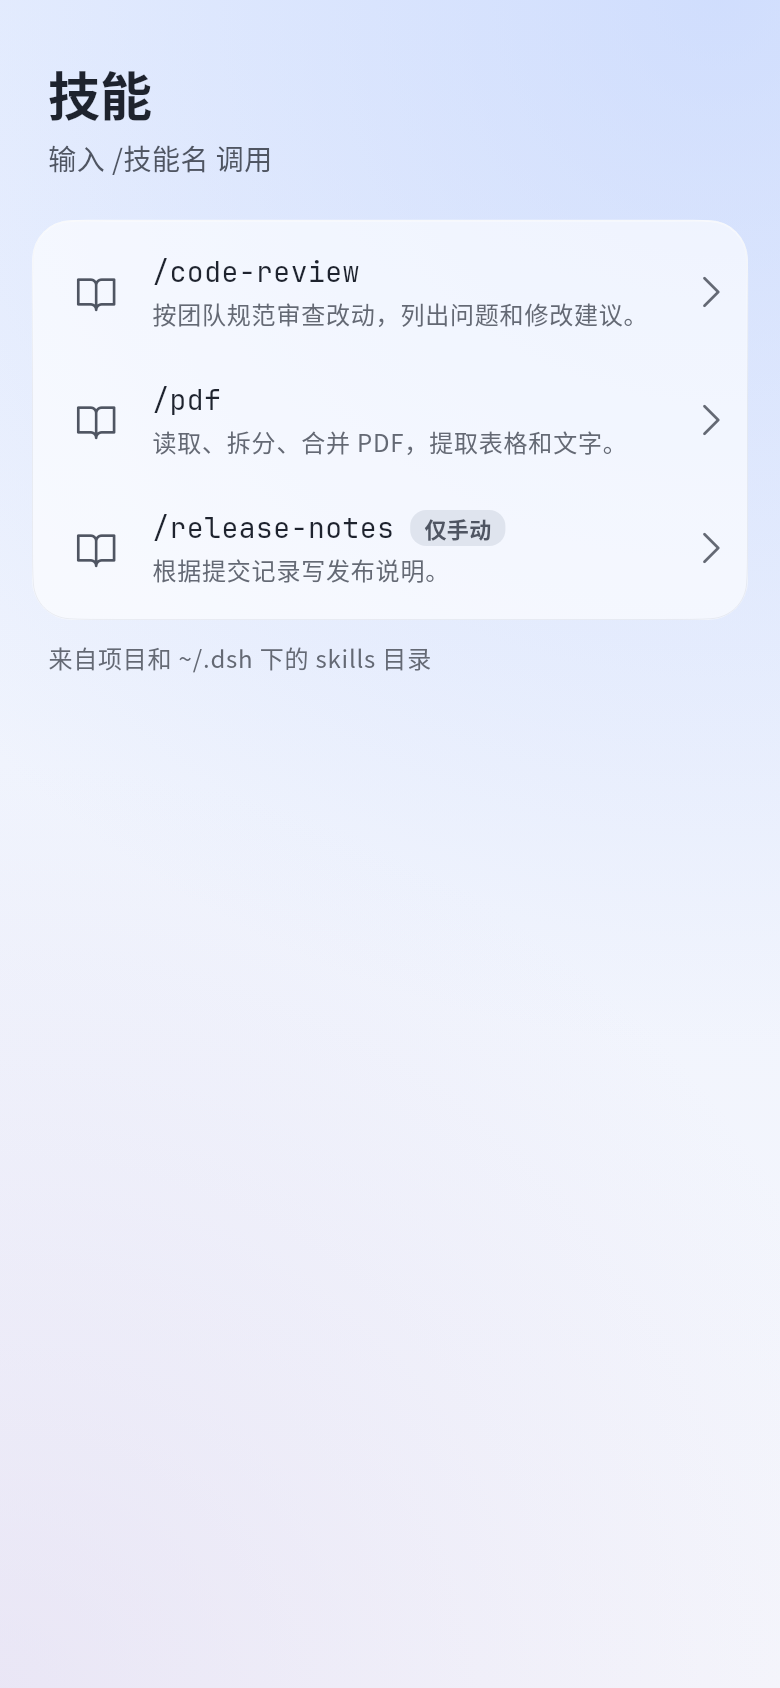 技能
输入 /技能名 调用
/code-review
按团队规范审查改动，列出问题和修改建议。
/pdf
读取、拆分、合并 PDF，提取表格和文字。
/release-notes 仅手动
根据提交记录写发布说明。
来自项目和 ~/.dsh 下的 skills 目录